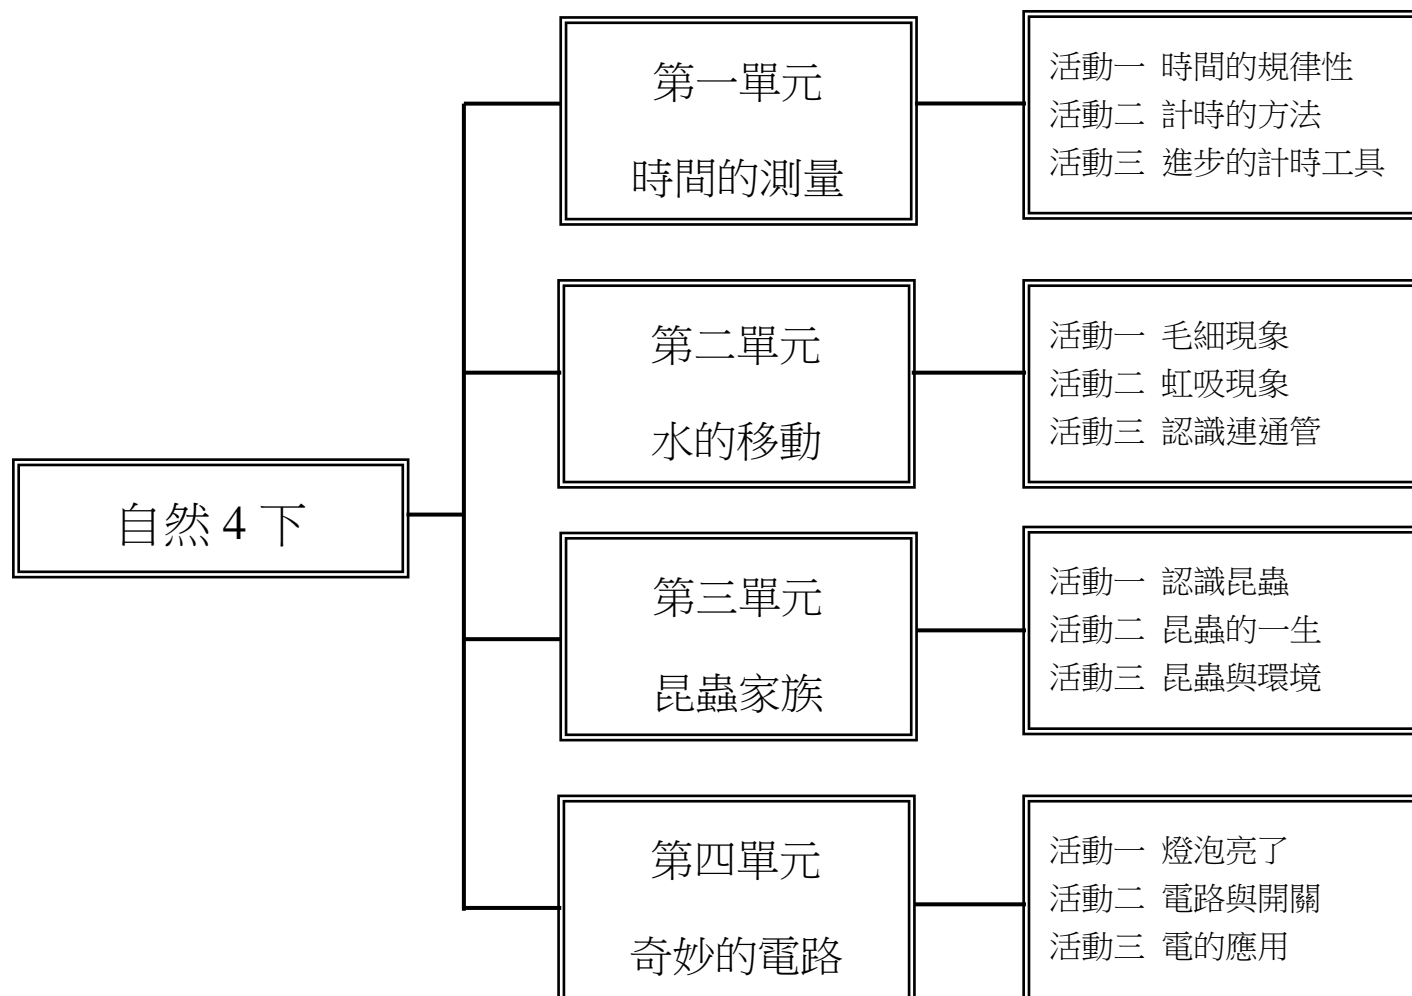 自然 4 下
第一單元
時間的測量
活動一 時間的規律性
活動二 計時的方法
活動三 進步的計時工具
第二單元
水的移動
活動一 毛細現象
活動二 虹吸現象
活動三 認識連通管
第三單元
昆蟲家族
活動一 認識昆蟲
活動二 昆蟲的一生
活動三 昆蟲與環境
第四單元
奇妙的電路
活動一 燈泡亮了
活動二 電路與開關
活動三 電的應用